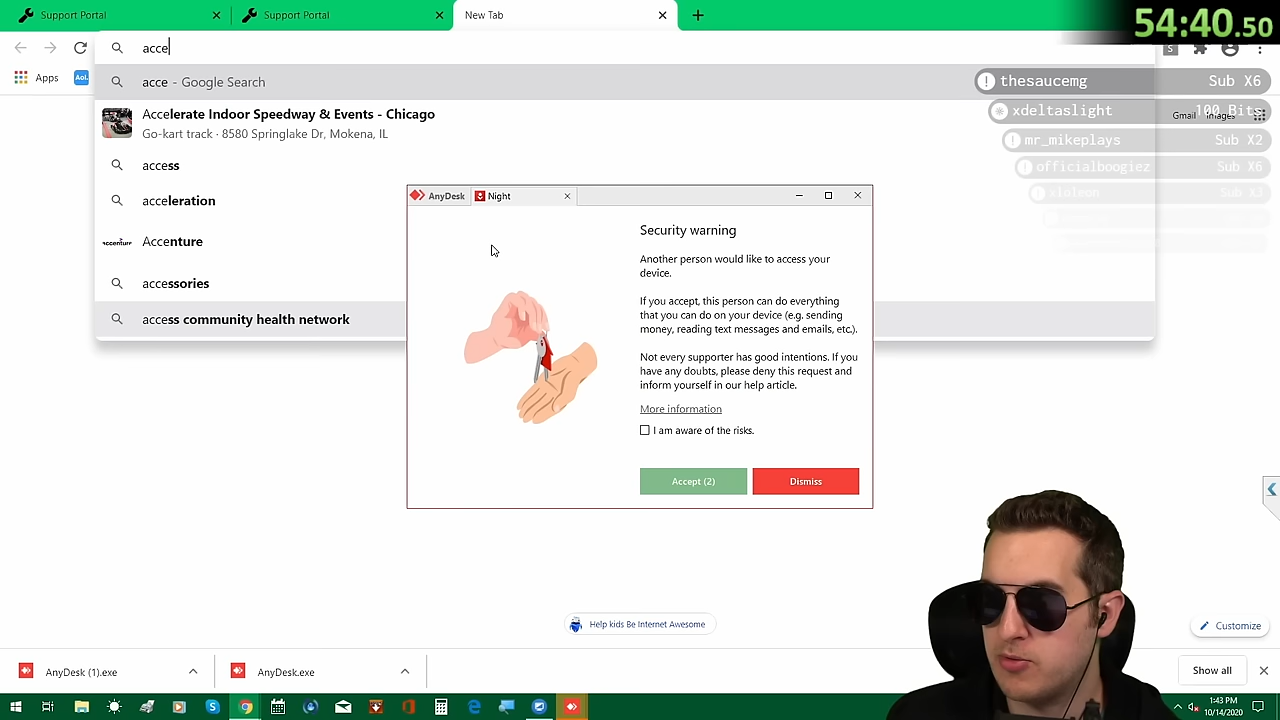 Support Portal
Support Portal
New Tab
54:40.50
acce
Apps
Aol.
acce - Google Search
thesaucemg Sub X6
Accelerate Indoor Speedway & Events - Chicago
Go-kart track · 8580 Springlake Dr, Mokena, IL
xdeltaslight 100 Bits
Gmail Images
mr_mikeplays Sub X2
access
officialboogiez Sub X6
xioleon Sub X3
acceleration
accenture
Accenture
accessories
access community health network
AnyDesk
Night
Security warning
Another person would like to access your
device.
If you accept, this person can do everything
that you can do on your device (e.g. sending
money, reading text messages and emails, etc.).
Not every supporter has good intentions. If you
have any doubts, please deny this request and
inform yourself in our help article.
More information
I am aware of the risks.
Accept (2)
Dismiss
Help kids Be Internet Awesome
Customize
AnyDesk (1).exe
AnyDesk.exe
Show all
1:43 PM
10/14/2020